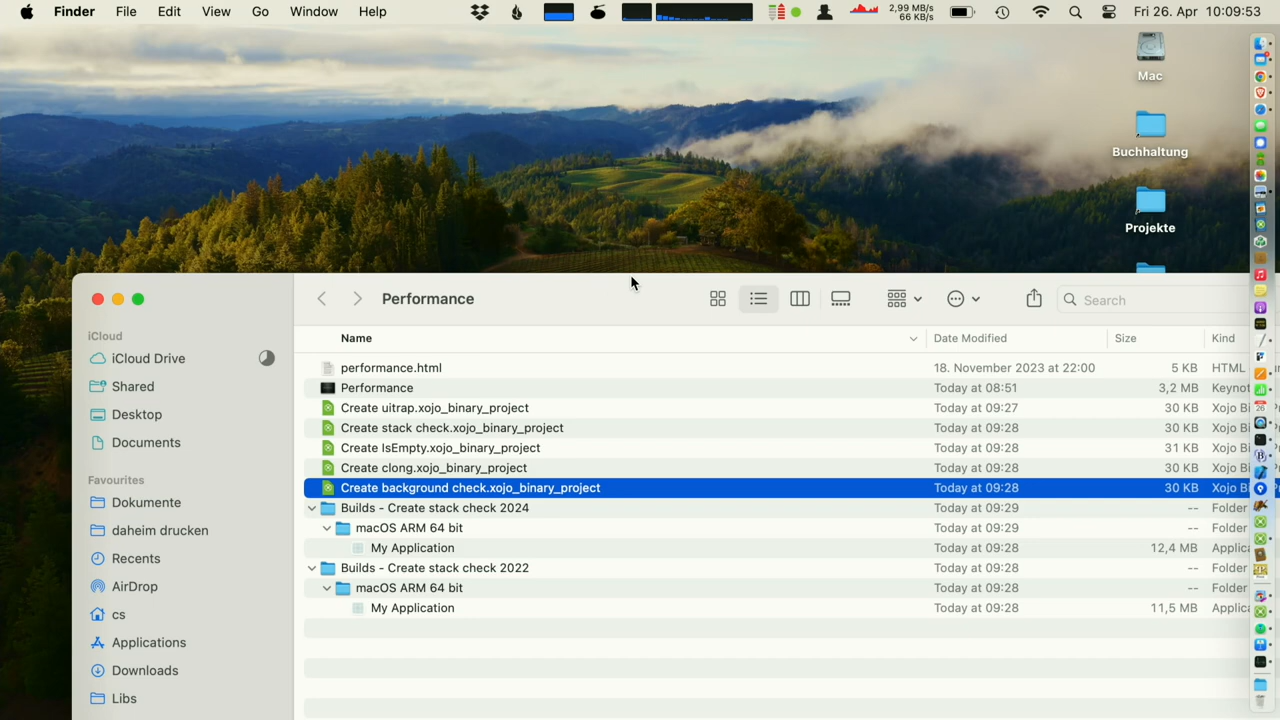 Finder File Edit View Go Window Help 2,99 MB/s 66 KB/s Fri 26. Apr 10:09:53
Mac
Buchhaltung
Projekte
Performance
Search
iCloud
iCloud Drive
Shared
Desktop
Documents
Favourites
Dokumente
daheim drucken
Recents
AirDrop
cs
Applications
Downloads
Libs
Name Date Modified Size Kind
performance.html 18. November 2023 at 22:00 5 KB HTML
Performance Today at 08:51 3,2 MB Keynot
Create uitrap.xojo_binary_project Today at 09:27 30 KB Xojo Bi
Create stack check.xojo_binary_project Today at 09:28 30 KB Xojo Bi
Create IsEmpty.xojo_binary_project Today at 09:28 31 KB Xojo Bi
Create clong.xojo_binary_project Today at 09:28 30 KB Xojo Bi
Create background check.xojo_binary_project Today at 09:28 30 KB Xojo Bi
Builds - Create stack check 2024 Today at 09:29 -- Folder
macOS ARM 64 bit Today at 09:29 -- Folder
My Application Today at 09:28 12,4 MB Applic
Builds - Create stack check 2022 Today at 09:28 -- Folder
macOS ARM 64 bit Today at 09:28 -- Folder
My Application Today at 09:28 11,5 MB Applic